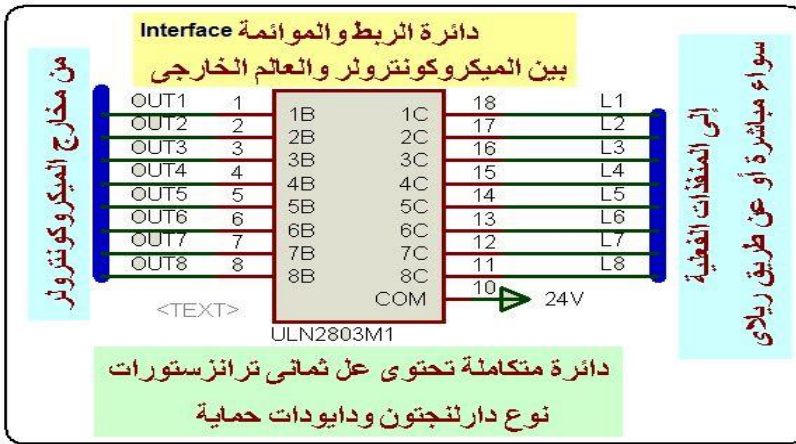 دائرة الربط والموائمة Interface
بين الميكروكونترولر والعالم الخارجى
من مخارج الميكروكونترولر
سواء مباشرة أو عن طريق ريلاى
إلى المنفذات الفعلية
OUT1 1 1B 1C 18 L1
OUT2 2 2B 2C 17 L2
OUT3 3 3B 3C 16 L3
OUT4 4 4B 4C 15 L4
OUT5 5 5B 5C 14 L5
OUT6 6 6B 6C 13 L6
OUT7 7 7B 7C 12 L7
OUT8 8 8B 8C 11 L8
COM 10 24V
<TEXT>
ULN2803M1
دائرة متكاملة تحتوى عل ثمانى ترانزستورات
نوع دارلنجتون ودايودات حماية